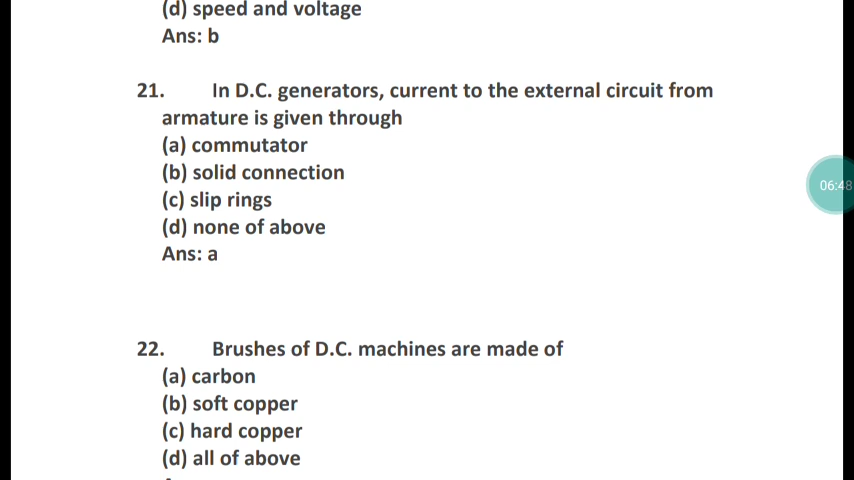 (d) speed and voltage
Ans: b
21. In D.C. generators, current to the external circuit from
armature is given through
(a) commutator
(b) solid connection
(c) slip rings
(d) none of above
Ans: a
06:48
22. Brushes of D.C. machines are made of
(a) carbon
(b) soft copper
(c) hard copper
(d) all of above